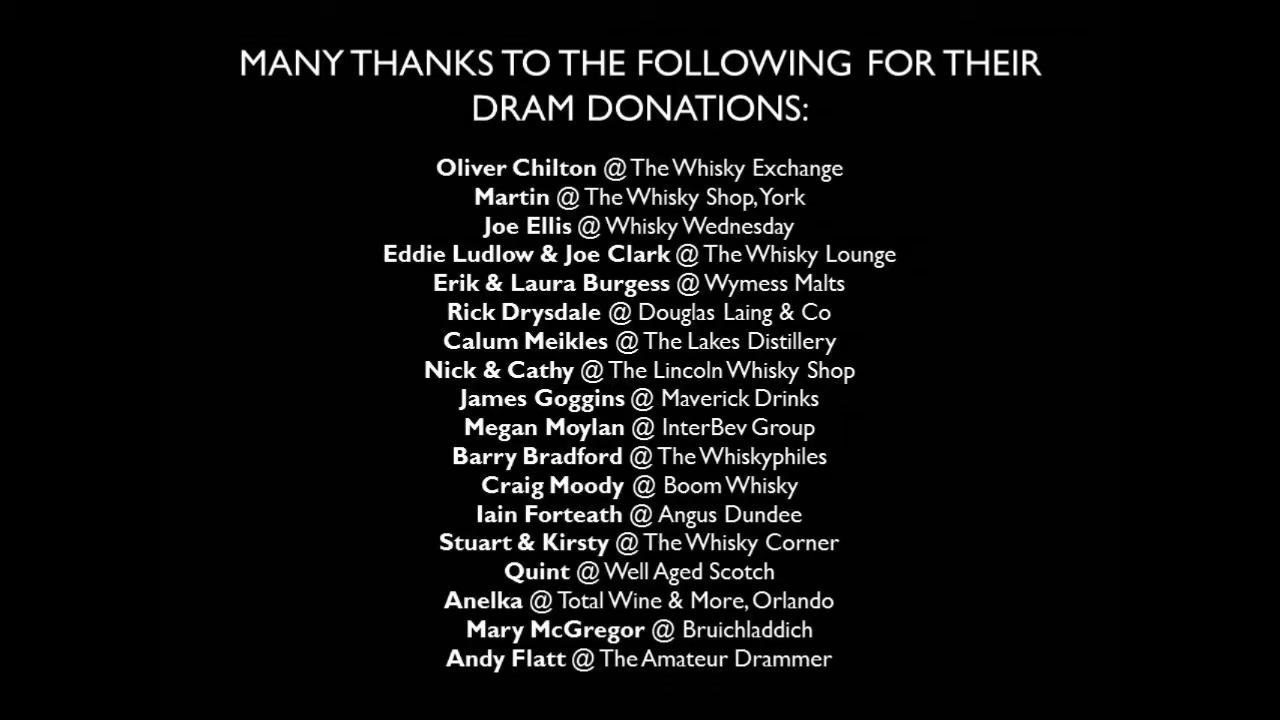 MANY THANKS TO THE FOLLOWING FOR THEIR
DRAM DONATIONS:
Oliver Chilton @ The Whisky Exchange
Martin @ The Whisky Shop, York
Joe Ellis @ Whisky Wednesday
Eddie Ludlow & Joe Clark @ The Whisky Lounge
Erik & Laura Burgess @ Wymess Malts
Rick Drysdale @ Douglas Laing & Co
Calum Meikles @ The Lakes Distillery
Nick & Cathy @ The Lincoln Whisky Shop
James Goggins @ Maverick Drinks
Megan Moylan @ InterBev Group
Barry Bradford @ The Whiskyphiles
Craig Moody @ Boom Whisky
Iain Forteath @ Angus Dundee
Stuart & Kirsty @ The Whisky Corner
Quint @ Well Aged Scotch
Anelka @ Total Wine & More, Orlando
Mary McGregor @ Bruichladdich
Andy Flatt @ The Amateur Drammer